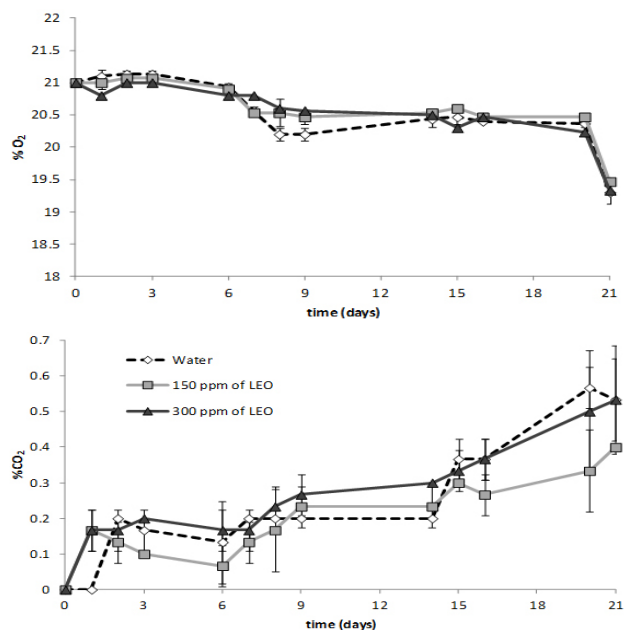 22
21.5
21
20.5
20
19.5
19
18.5
18
% O2
0 3 6 9 12 15 18 21
time (days)
0.7
0.6
0.5
0.4
0.3
0.2
0.1
0
%CO2
Water
150 ppm of LEO
300 ppm of LEO
0 3 6 9 12 15 18 21
time (days)